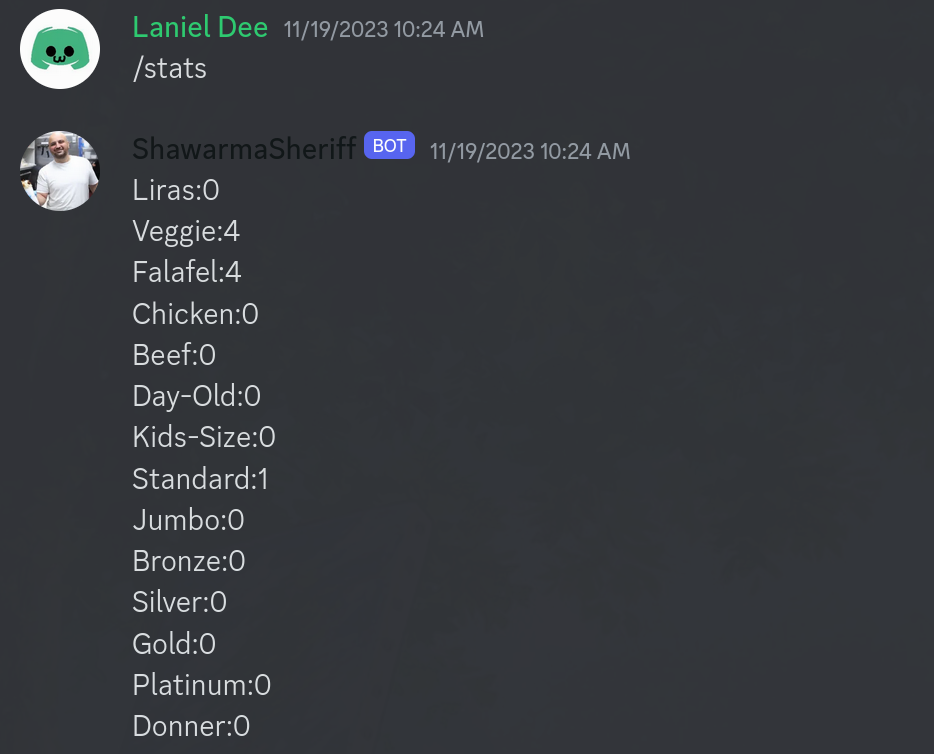 Laniel Dee 11/19/2023 10:24 AM
/stats
ShawarmaSheriff BOT 11/19/2023 10:24 AM
Liras:0
Veggie:4
Falafel:4
Chicken:0
Beef:0
Day-Old:0
Kids-Size:0
Standard:1
Jumbo:0
Bronze:0
Silver:0
Gold:0
Platinum:0
Donner:0